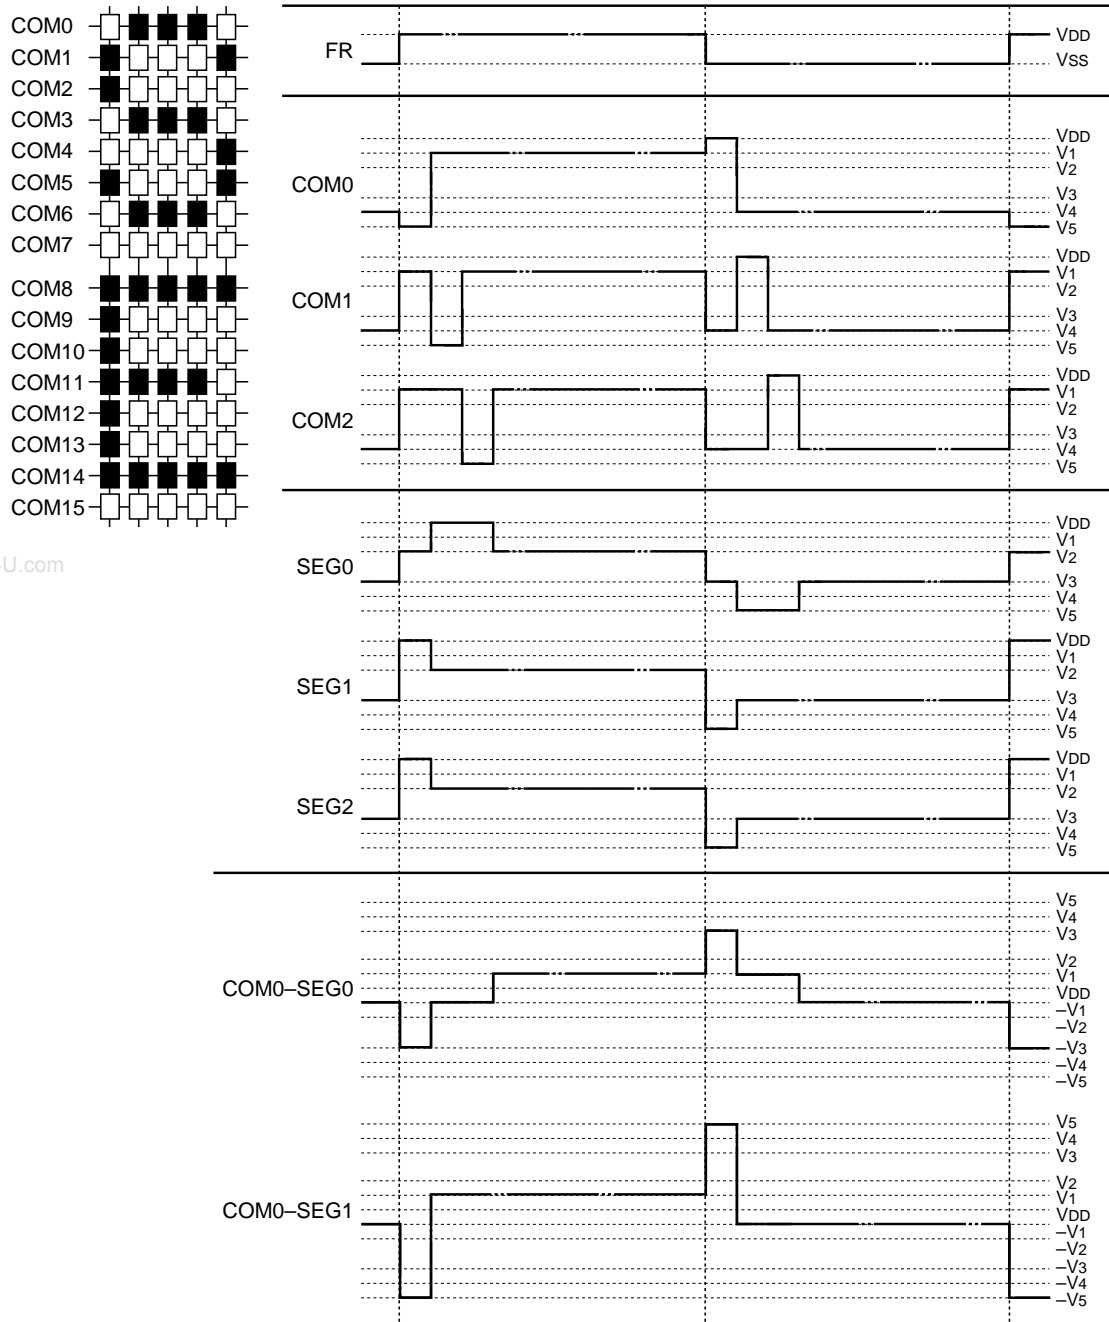 COM0
COM1
COM2
COM3
COM4
COM5
COM6
COM7
COM8
COM9
COM10
COM11
COM12
COM13
COM14
COM15
U.com
FR
VDD
VSS
COM0
VDD
V1
V2
V3
V4
V5
COM1
VDD
V1
V2
V3
V4
V5
COM2
VDD
V1
V2
V3
V4
V5
SEG0
VDD
V1
V2
V3
V4
V5
SEG1
VDD
V1
V2
V3
V4
V5
SEG2
VDD
V1
V2
V3
V4
V5
COM0–SEG0
V5
V4
V3
V2
V1
VDD
–V1
–V2
–V3
–V4
–V5
COM0–SEG1
V5
V4
V3
V2
V1
VDD
–V1
–V2
–V3
–V4
–V5